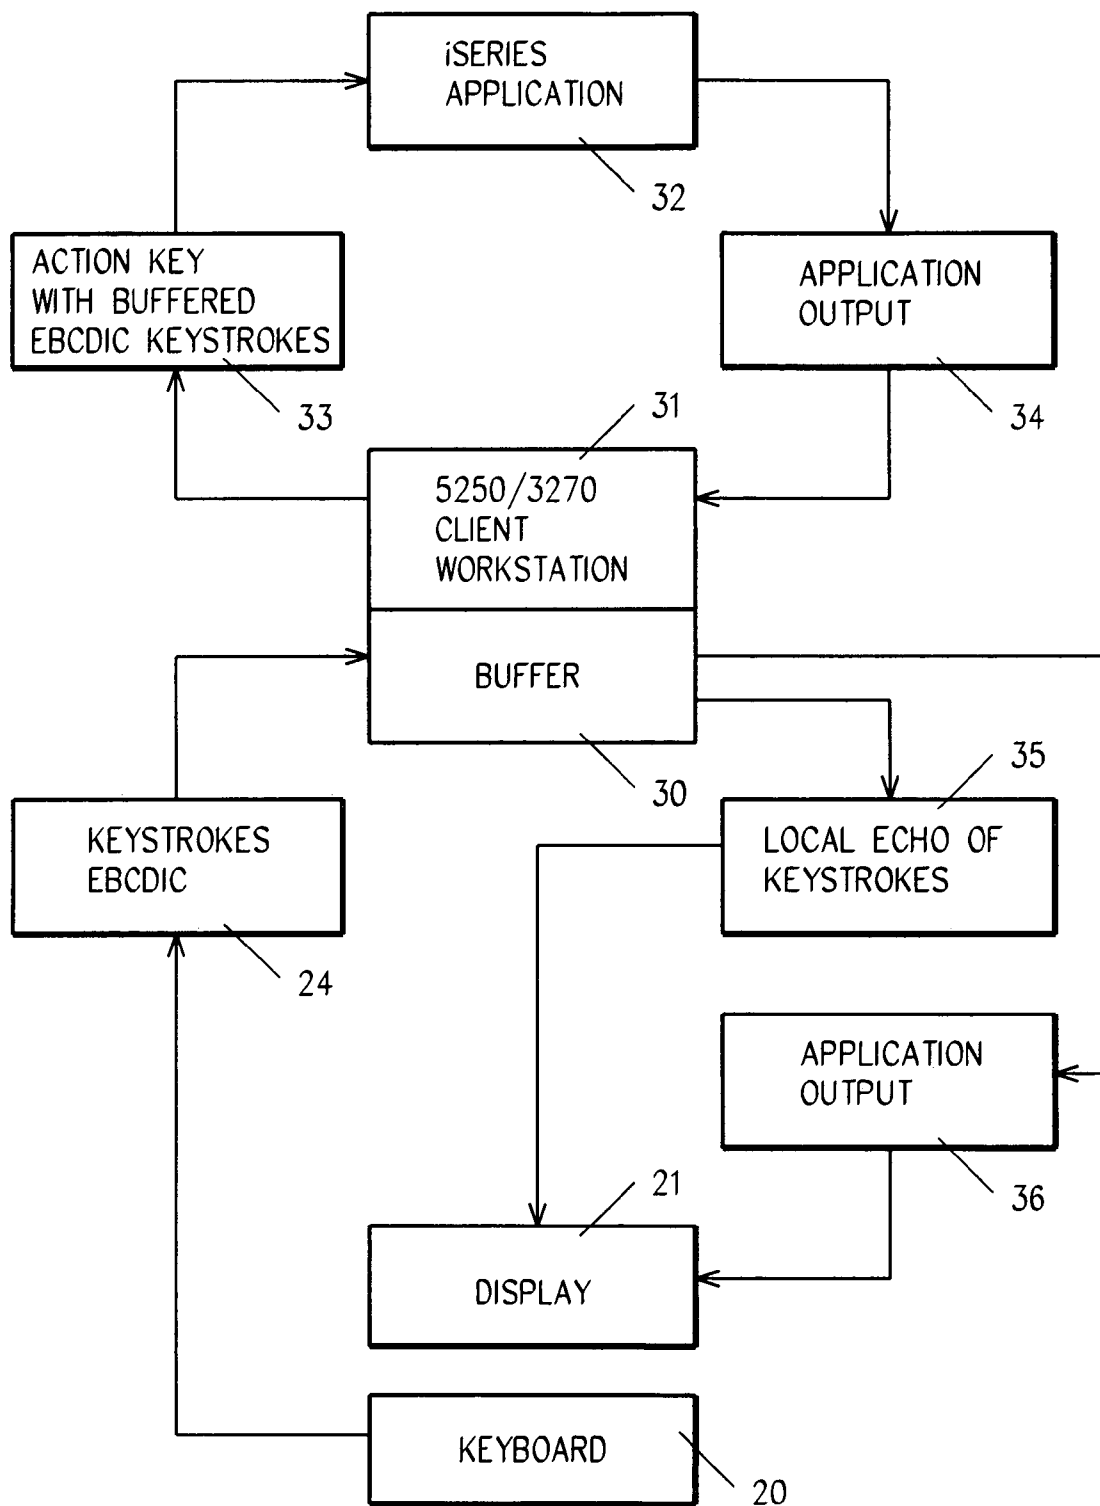 iSERIES
APPLICATION
32
ACTION KEY
WITH BUFFERED
EBCDIC KEYSTROKES
33
APPLICATION
OUTPUT
34
31
5250/3270
CLIENT
WORKSTATION
BUFFER
30
KEYSTROKES
EBCDIC
24
35
LOCAL ECHO OF
KEYSTROKES
APPLICATION
OUTPUT
36
21
DISPLAY
KEYBOARD
20